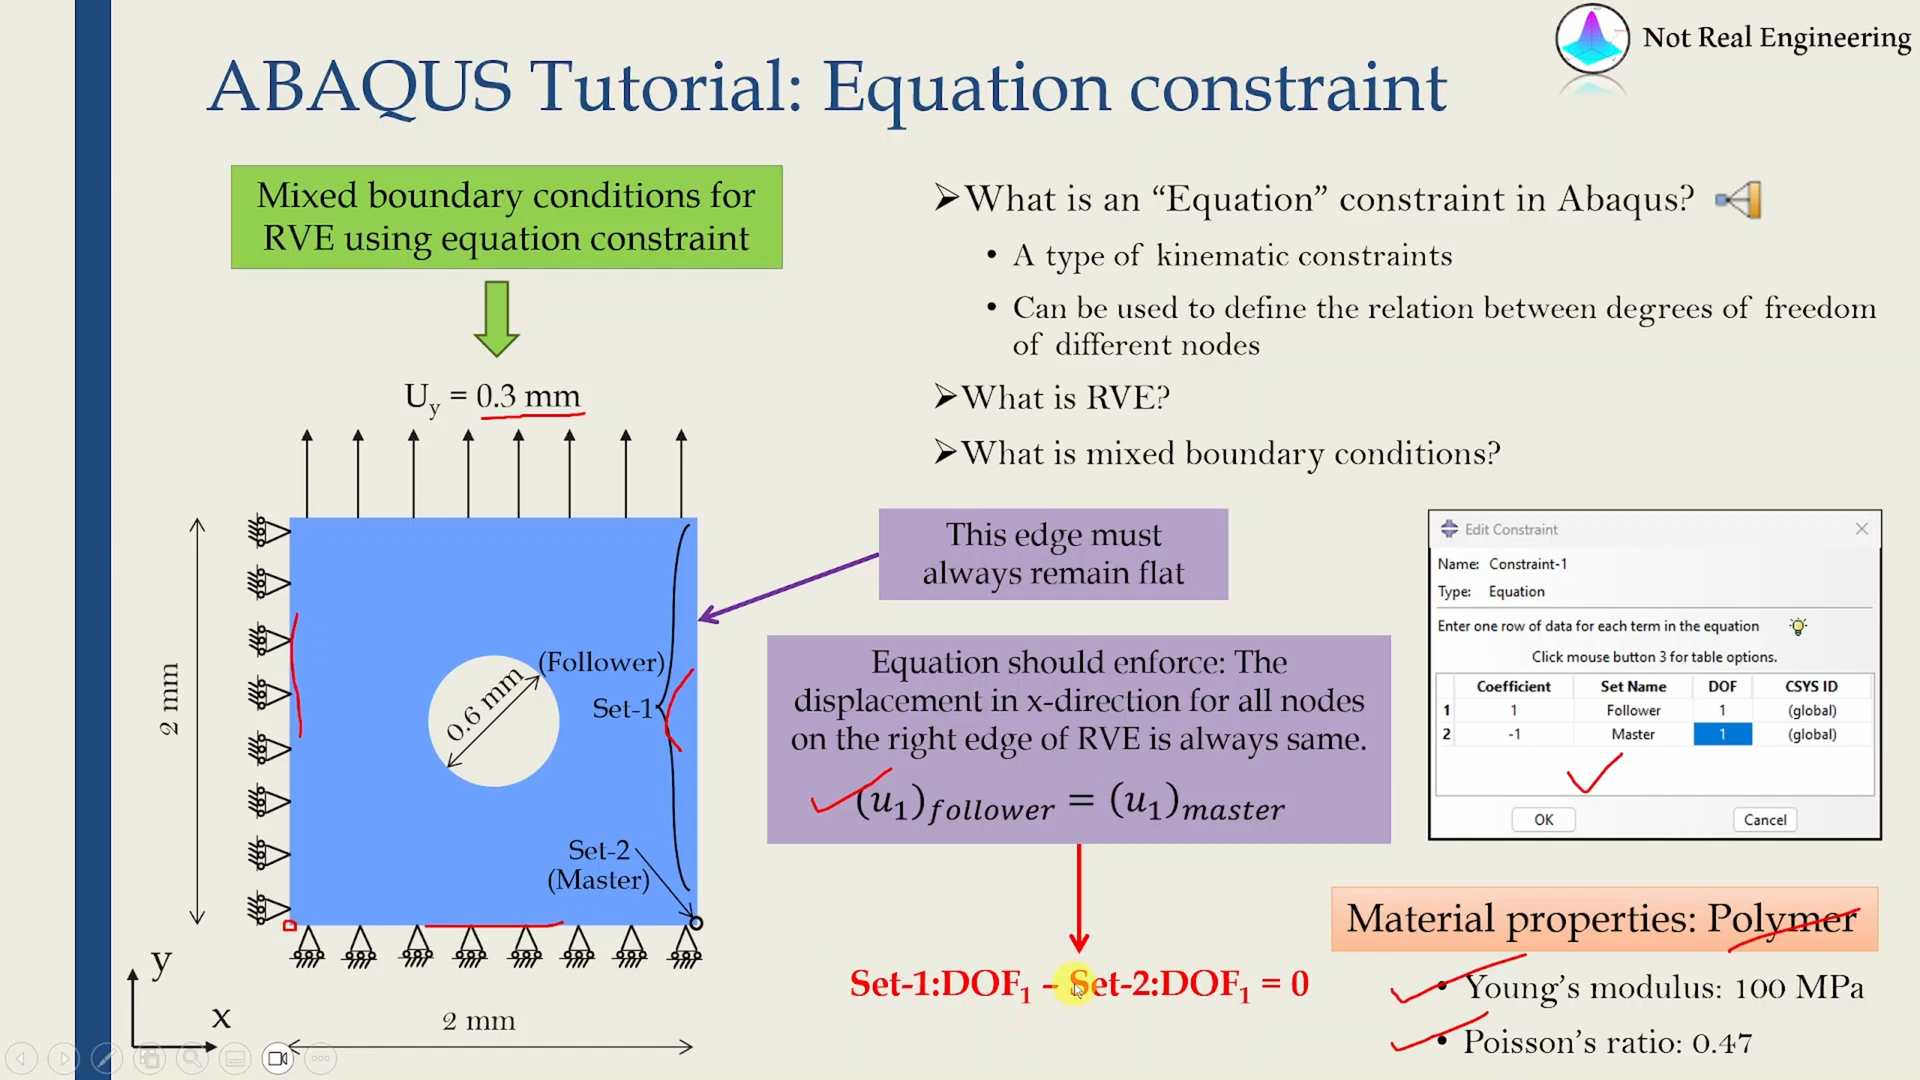 Not Real Engineering
ABAQUS Tutorial: Equation constraint
Mixed boundary conditions for
RVE using equation constraint
Uy = 0.3 mm
2 mm
0.6 mm
(Follower)
Set-1
Set-2
(Master)
y
x
2 mm
What is an “Equation” constraint in Abaqus?
• A type of kinematic constraints
• Can be used to define the relation between degrees of freedom
of different nodes
What is RVE?
What is mixed boundary conditions?
This edge must
always remain flat
Equation should enforce: The
displacement in x-direction for all nodes
on the right edge of RVE is always same.
(u1)follower = (u1)master
Set-1:DOF1 - Set-2:DOF1 = 0
Edit Constraint
Name: Constraint-1
Type: Equation
Enter one row of data for each term in the equation
Click mouse button 3 for table options.
Coefficient Set Name DOF CSYS ID
1 1 Follower 1 (global)
2 -1 Master 1 (global)
OK Cancel
Material properties: Polymer
• Young’s modulus: 100 MPa
• Poisson’s ratio: 0.47